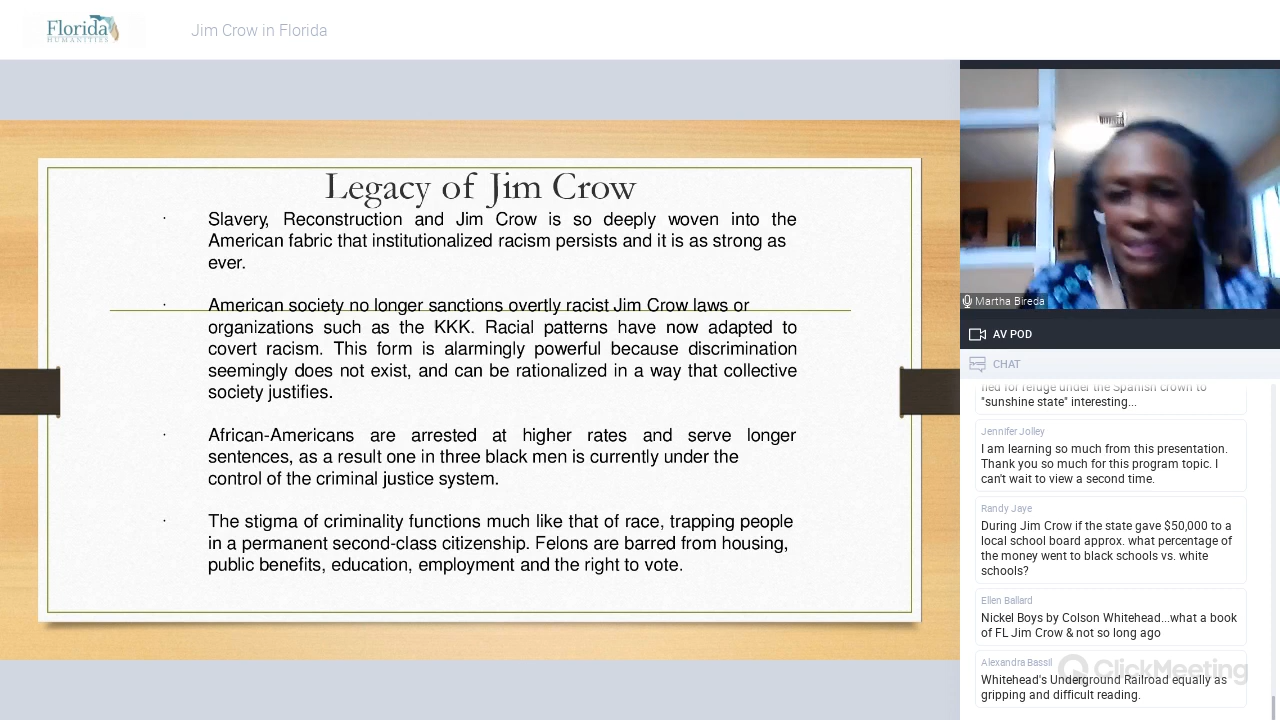 Florida
HUMANITIES
Jim Crow in Florida
Legacy of Jim Crow
· Slavery, Reconstruction and Jim Crow is so deeply woven into the
American fabric that institutionalized racism persists and it is as strong as
ever.
· American society no longer sanctions overtly racist Jim Crow laws or
organizations such as the KKK. Racial patterns have now adapted to
covert racism. This form is alarmingly powerful because discrimination
seemingly does not exist, and can be rationalized in a way that collective
society justifies.
· African-Americans are arrested at higher rates and serve longer
sentences, as a result one in three black men is currently under the
control of the criminal justice system.
· The stigma of criminality functions much like that of race, trapping people
in a permanent second-class citizenship. Felons are barred from housing,
public benefits, education, employment and the right to vote.
Martha Bireda
AV POD
CHAT
fled for refuge under the Spanish crown to
"sunshine state" interesting...
Jennifer Jolley
I am learning so much from this presentation.
Thank you so much for this program topic. I
can't wait to view a second time.
Randy Jaye
During Jim Crow if the state gave $50,000 to a
local school board approx. what percentage of
the money went to black schools vs. white
schools?
Ellen Ballard
Nickel Boys by Colson Whitehead...what a book
of FL Jim Crow & not so long ago
Alexandra Bassil
ClickMeeting
Whitehead's Underground Railroad equally as
gripping and difficult reading.